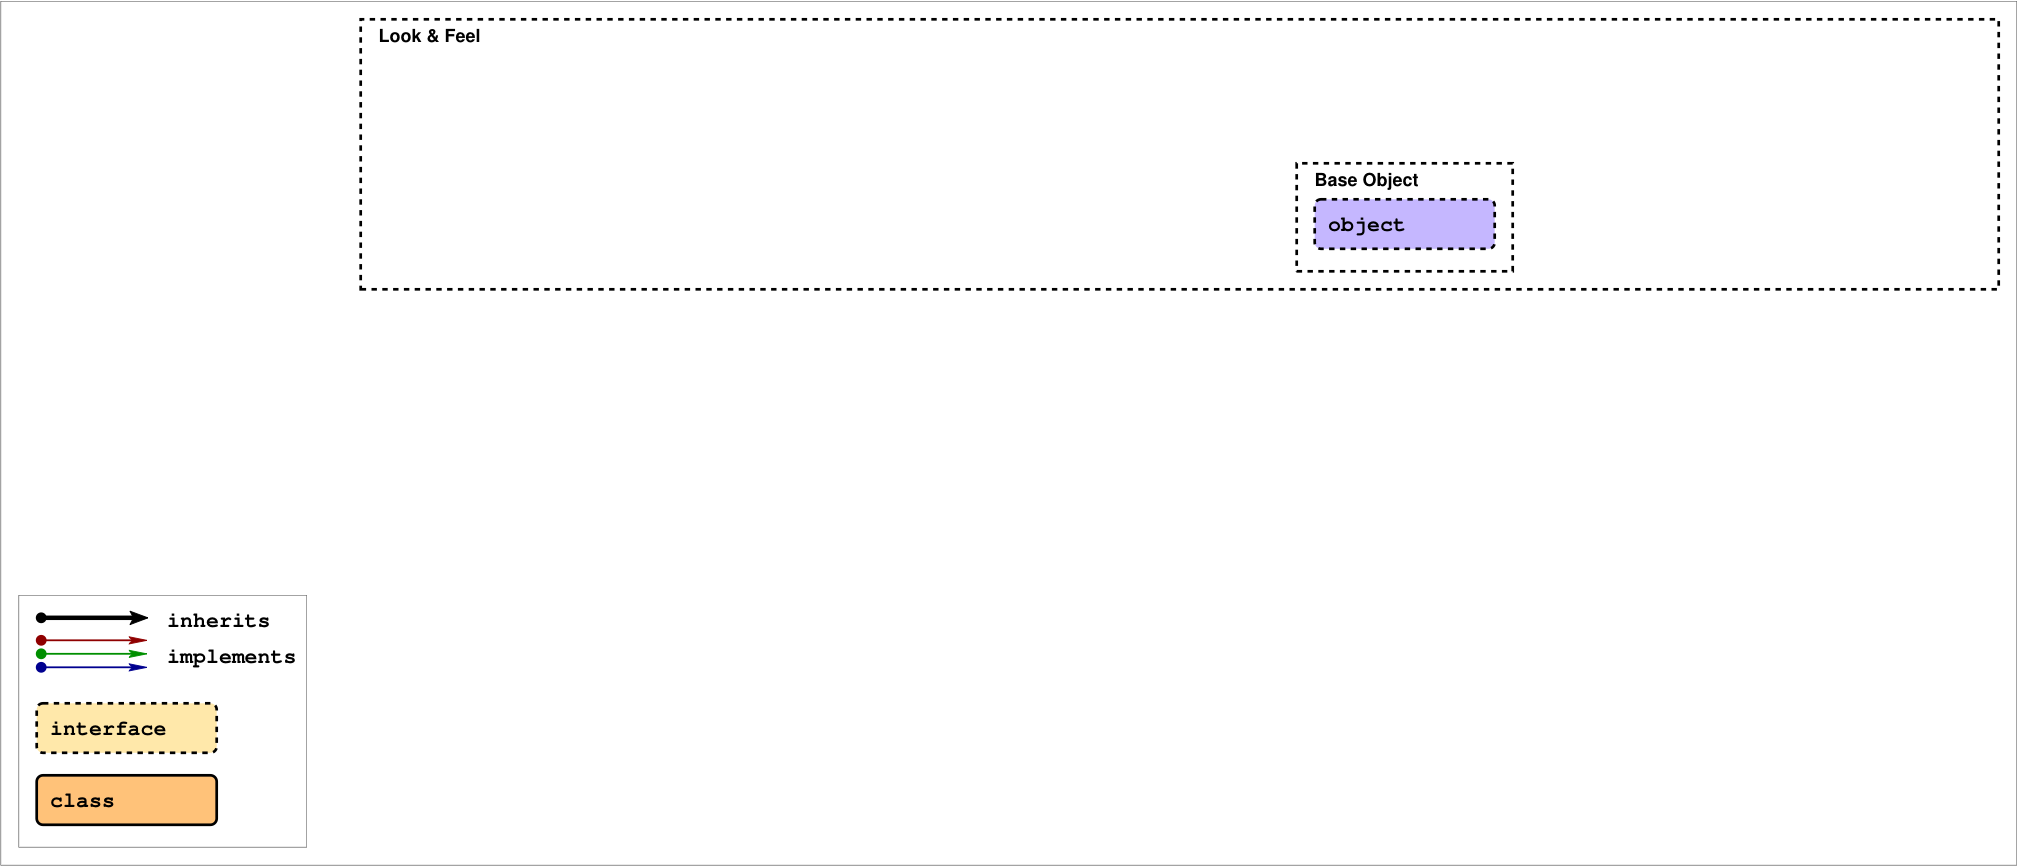 Look & Feel
Base Object
object
inherits
implements
interface
class